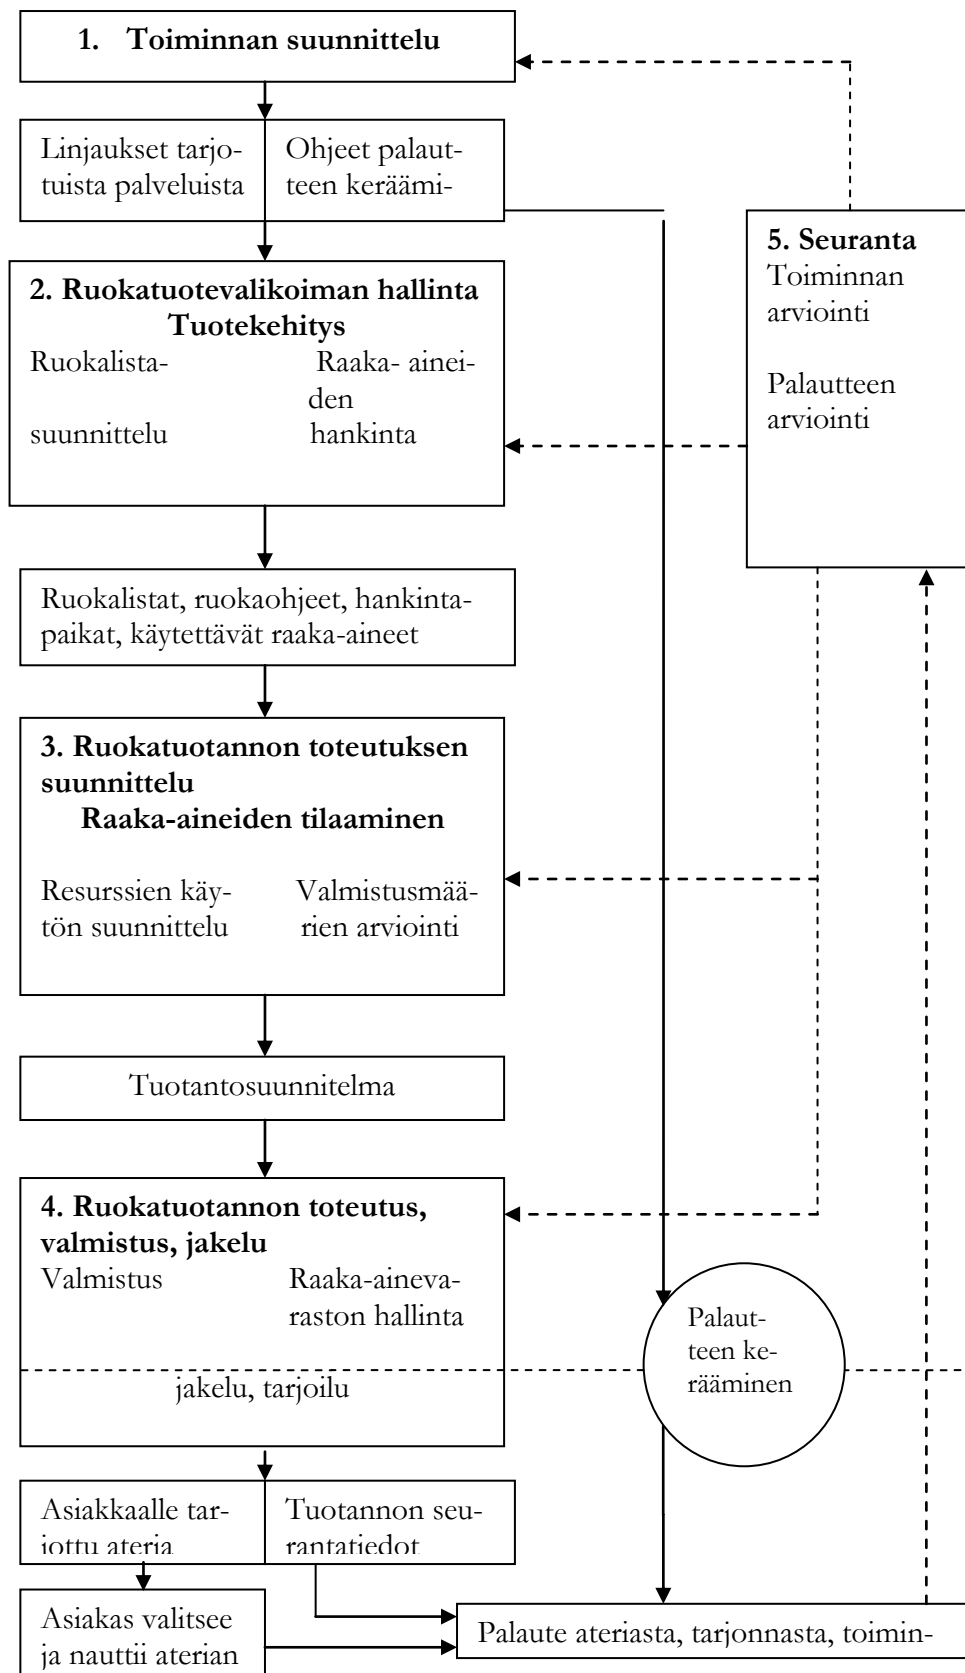 1. Toiminnan suunnittelu
Linjaukset tarjo-
tuista palveluista
Ohjeet palaut-
teen keräämi-
2. Ruokatuotevalikoiman hallinta
Tuotekehitys
Ruokalista-
suunnittelu
Raaka- ainei-
den
hankinta
Ruokalistat, ruokaohjeet, hankinta-
paikat, käytettävät raaka-aineet
3. Ruokatuotannon toteutuksen
suunnittelu
Raaka-aineiden tilaaminen
Resurssien käy-
tön suunnittelu
Valmistusmää-
rien arviointi
Tuotantosuunnitelma
4. Ruokatuotannon toteutus,
valmistus, jakelu
Valmistus
Raaka-aineva-
raston hallinta
jakelu, tarjoilu
Asiakkaalle tar-
jottu ateria
Tuotannon seu-
rantatiedot
Asiakas valitsee
ja nauttii aterian
5. Seuranta
Toiminnan
arviointi
Palautteen
arviointi
Palaut-
teen ke-
rääminen
Palaute ateriasta, tarjonnasta, toimin-